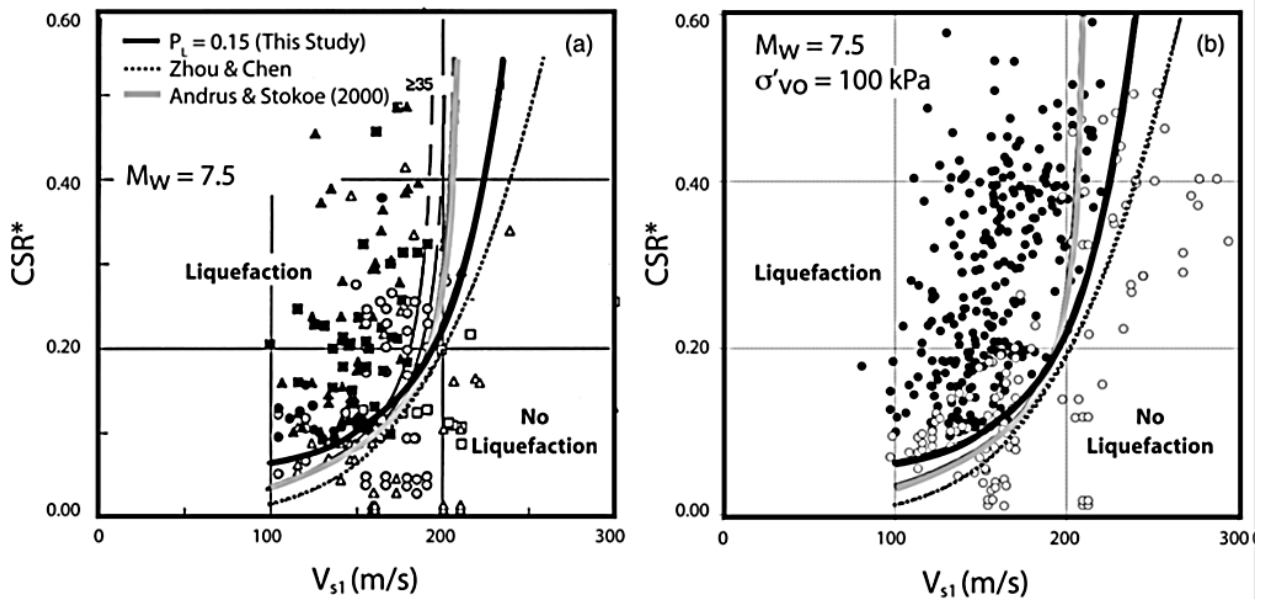 0.60
P_L = 0.15 (This Study)
Zhou & Chen
Andrus & Stokoe (2000)
≥35
(a)
M_W = 7.5
0.40
CSR*
Liquefaction
0.20
No
Liquefaction
0.00
0
100
200
300
V_s1 (m/s)
0.60
M_W = 7.5
σ'_VO = 100 kPa
(b)
0.40
CSR*
Liquefaction
0.20
No
Liquefaction
0.00
0
100
200
300
V_s1 (m/s)